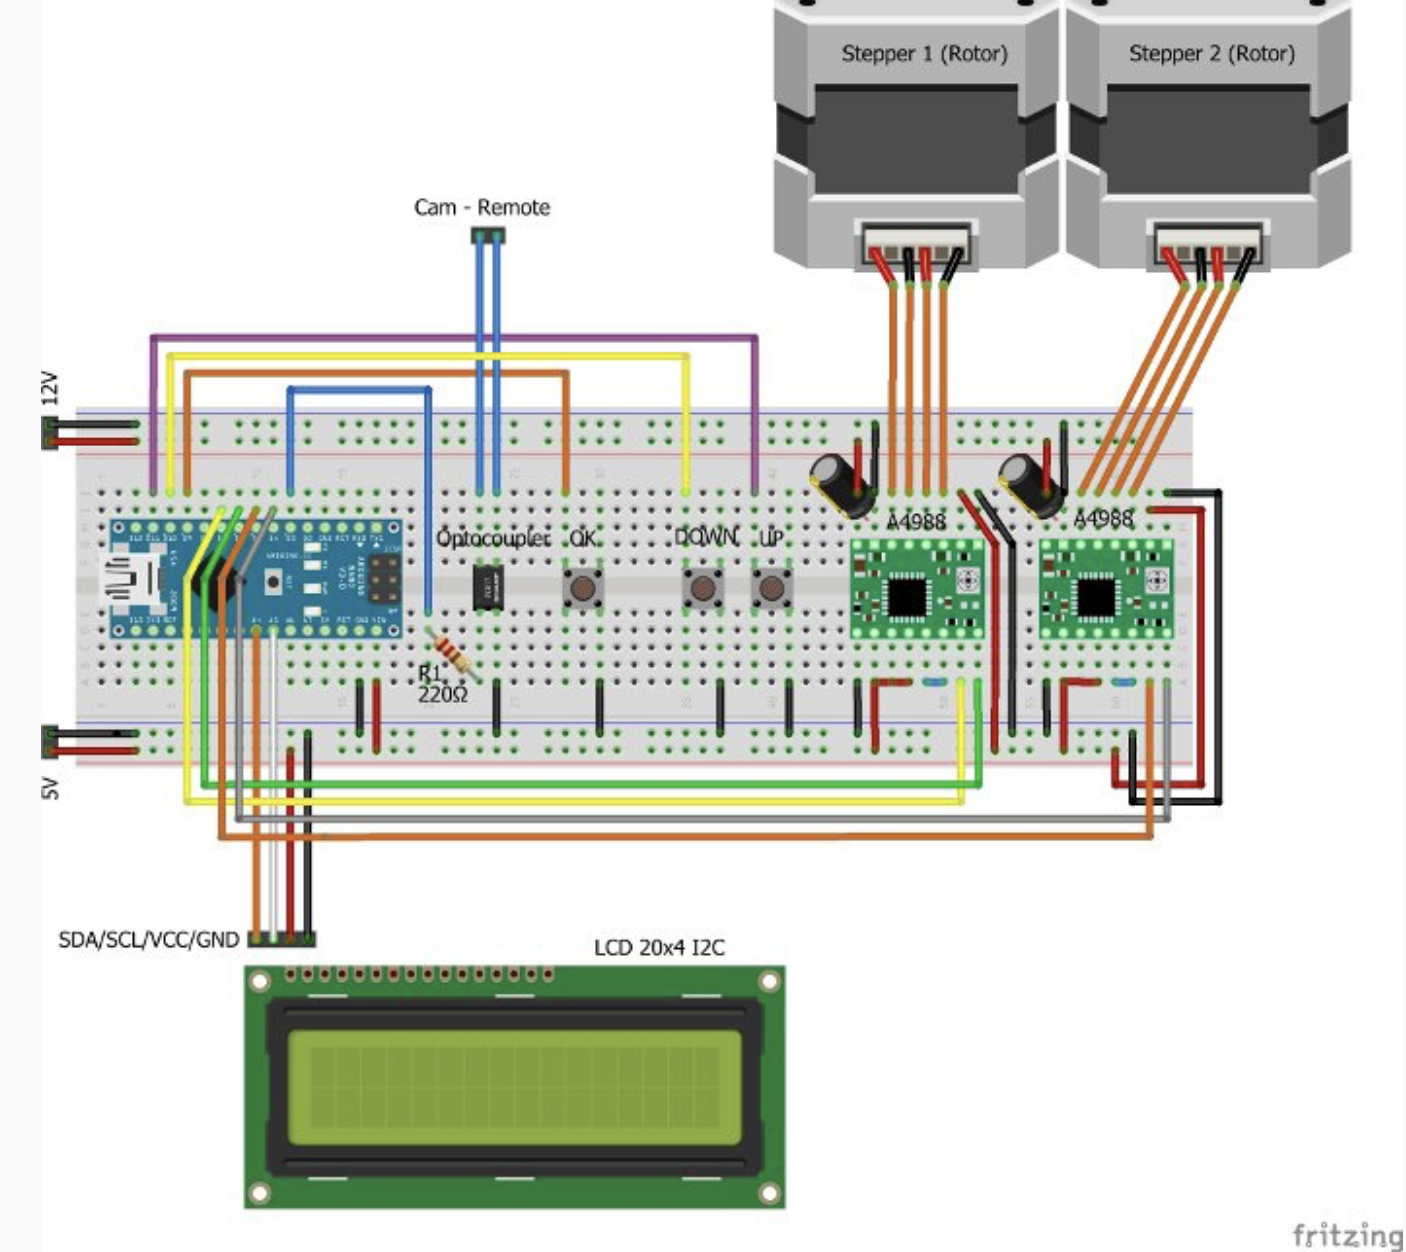 Stepper 1 (Rotor)
Stepper 2 (Rotor)
Cam - Remote
12V
Optocoupler
OK
DOWN
UP
A4988
A4988
R1
220Ω
5V
SDA/SCL/VCC/GND
LCD 20x4 I2C
fritzing